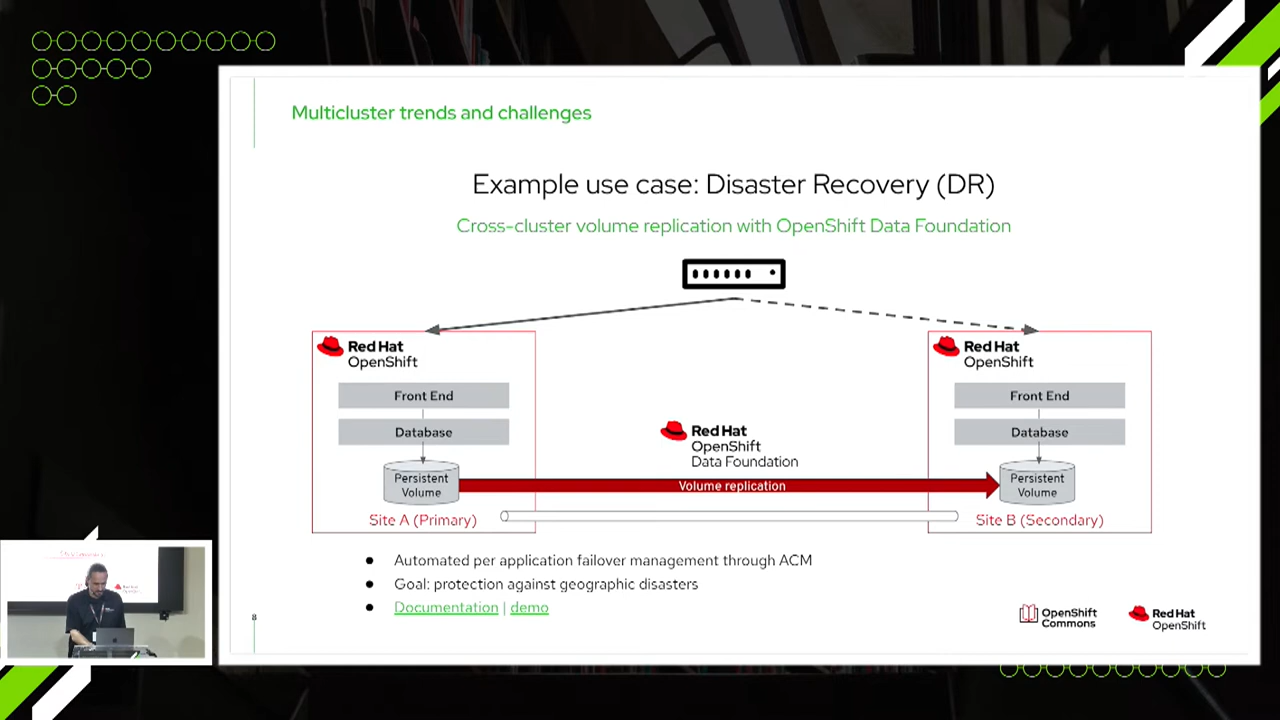 Multicluster trends and challenges
Example use case: Disaster Recovery (DR)
Cross-cluster volume replication with OpenShift Data Foundation
Red Hat
OpenShift
Front End
Database
Persistent
Volume
Site A (Primary)
Red Hat
OpenShift
Data Foundation
Volume replication
Red Hat
OpenShift
Front End
Database
Persistent
Volume
Site B (Secondary)
Automated per application failover management through ACM
Goal: protection against geographic disasters
Documentation | demo
8
OpenShift
Commons
Red Hat
OpenShift